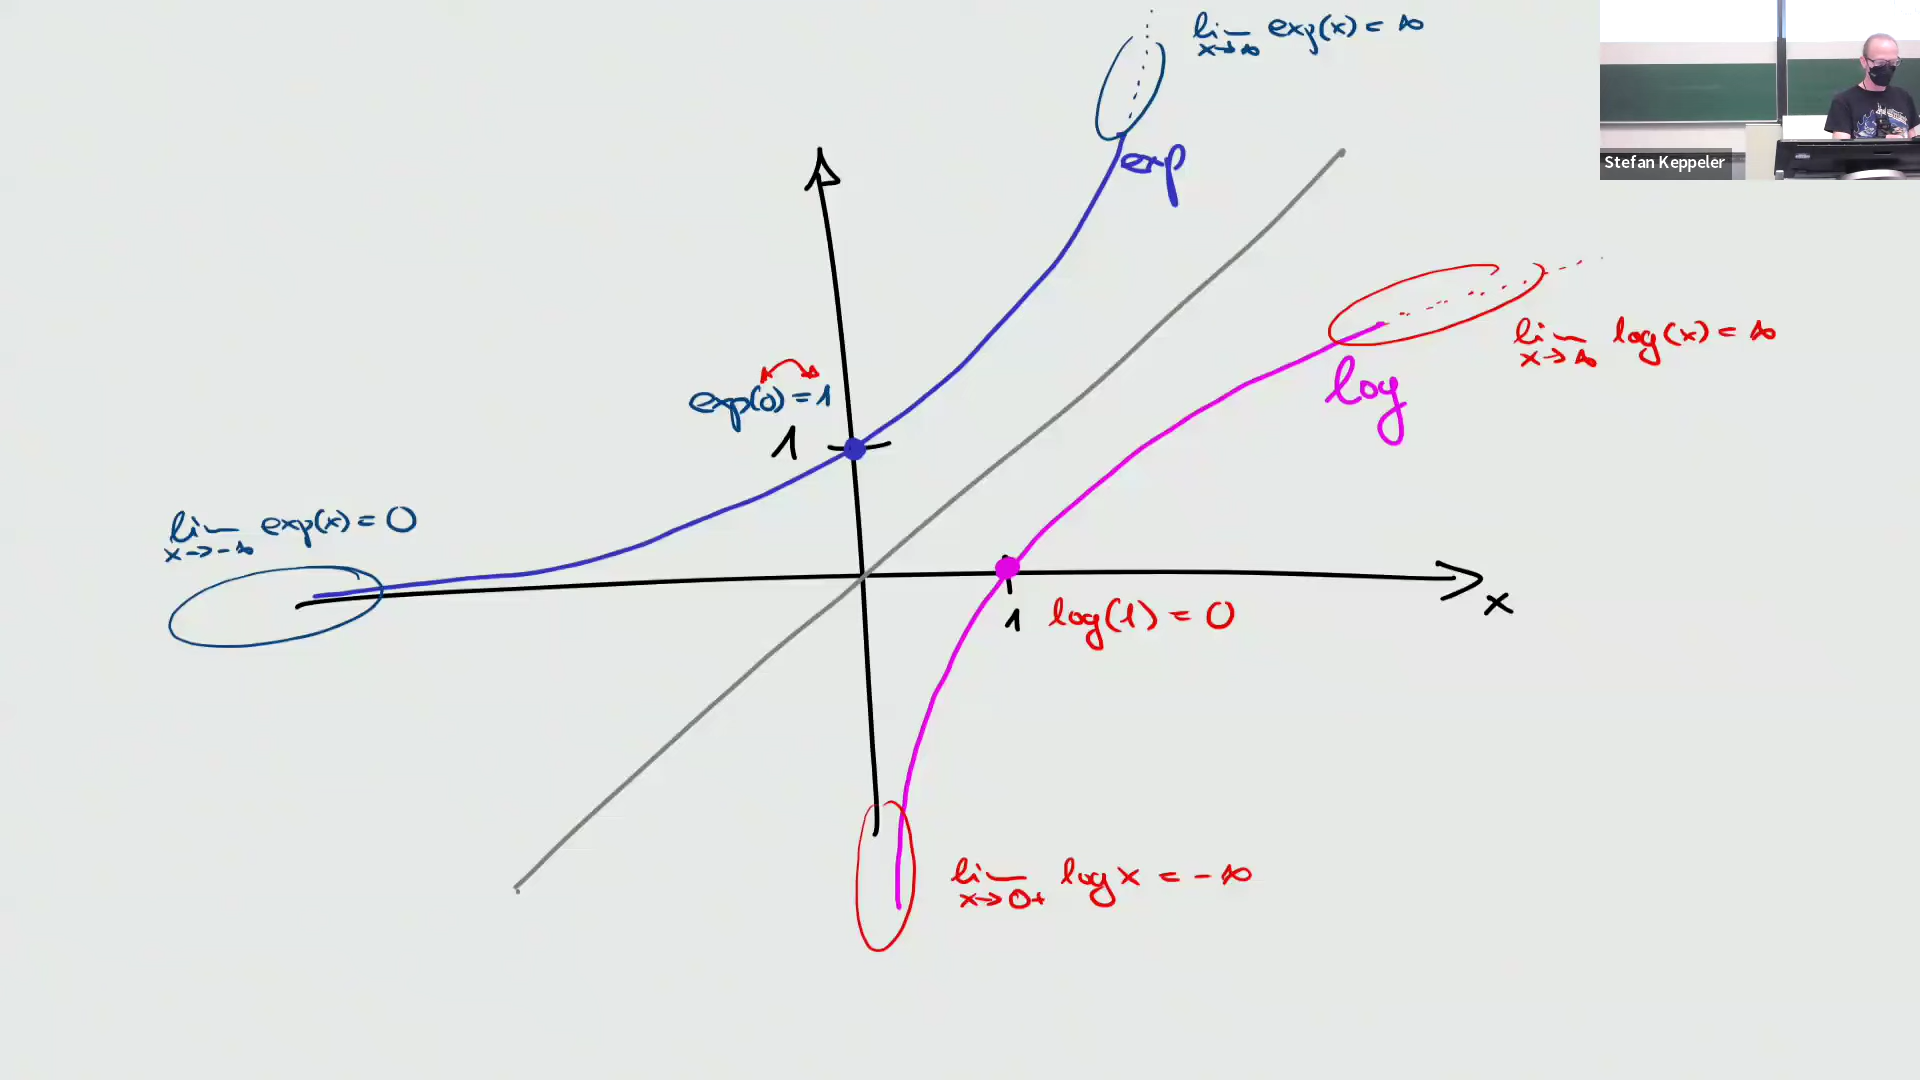 lim exp(x) = ∞
x→∞
Stefan Keppeler
exp
lim log(x) = ∞
x→∞
log
exp(0) = 1
1
lim exp(x) = 0
x→-∞
x
1 log(1) = 0
lim log x = -∞
x→0+